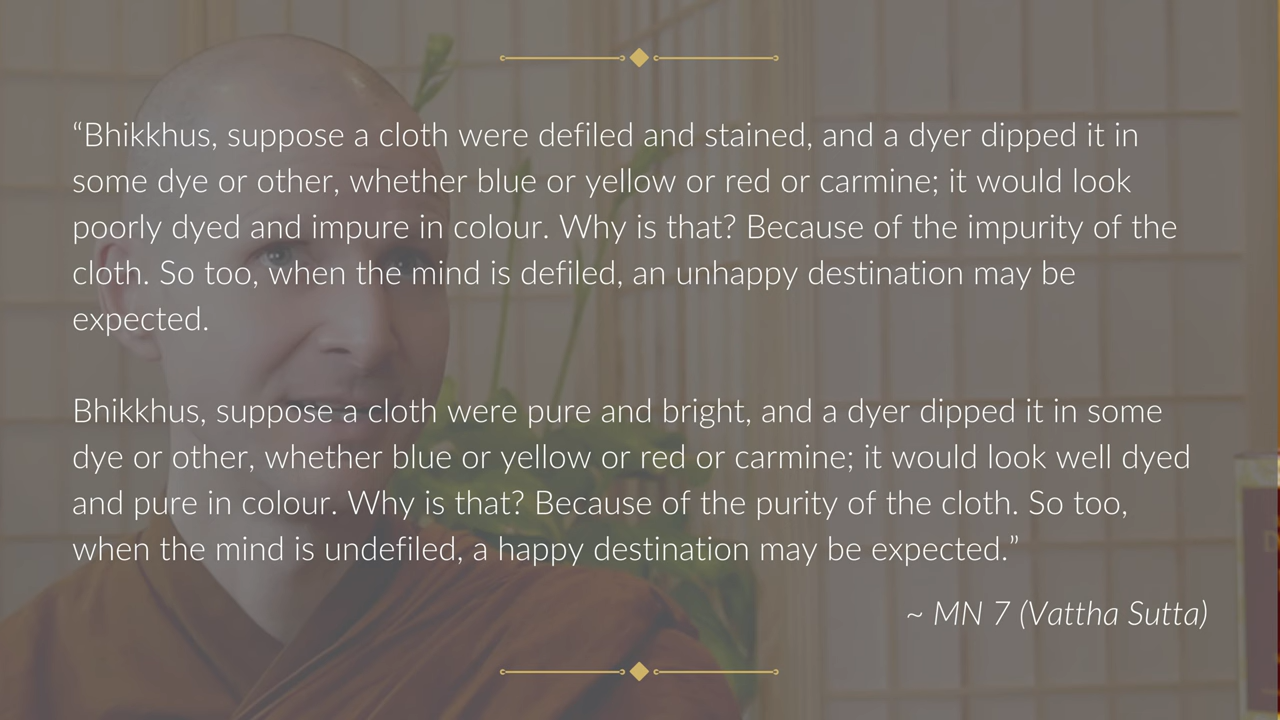 “Bhikkhus, suppose a cloth were defiled and stained, and a dyer dipped it in
some dye or other, whether blue or yellow or red or carmine; it would look
poorly dyed and impure in colour. Why is that? Because of the impurity of the
cloth. So too, when the mind is defiled, an unhappy destination may be
expected.
Bhikkhus, suppose a cloth were pure and bright, and a dyer dipped it in some
dye or other, whether blue or yellow or red or carmine; it would look well dyed
and pure in colour. Why is that? Because of the purity of the cloth. So too,
when the mind is undefiled, a happy destination may be expected.”
~ MN 7 (Vattha Sutta)